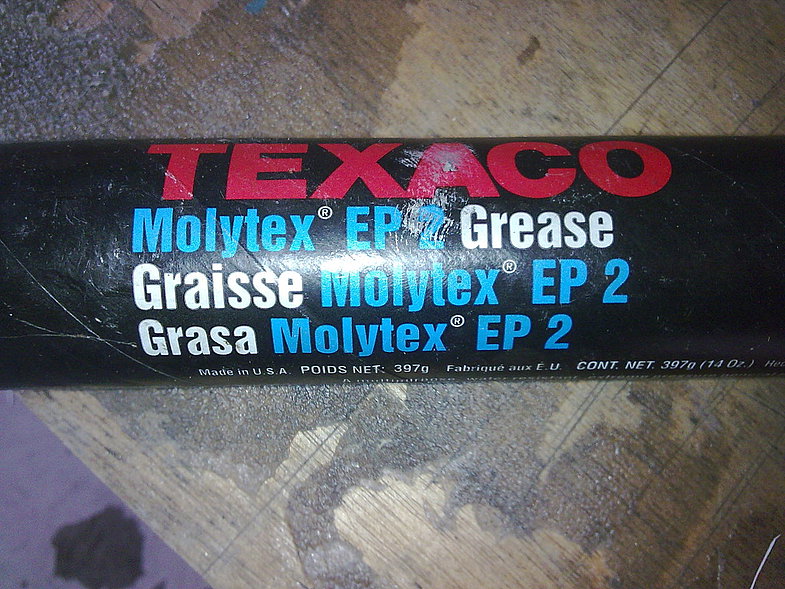 TEXACO
Molytex® EP 2 Grease
Graisse Molytex® EP 2
Grasa Molytex® EP 2
Made in U.S.A. POIDS NET: 397g Fabriqué aux É.U. CONT. NET. 397g (14 Oz.)